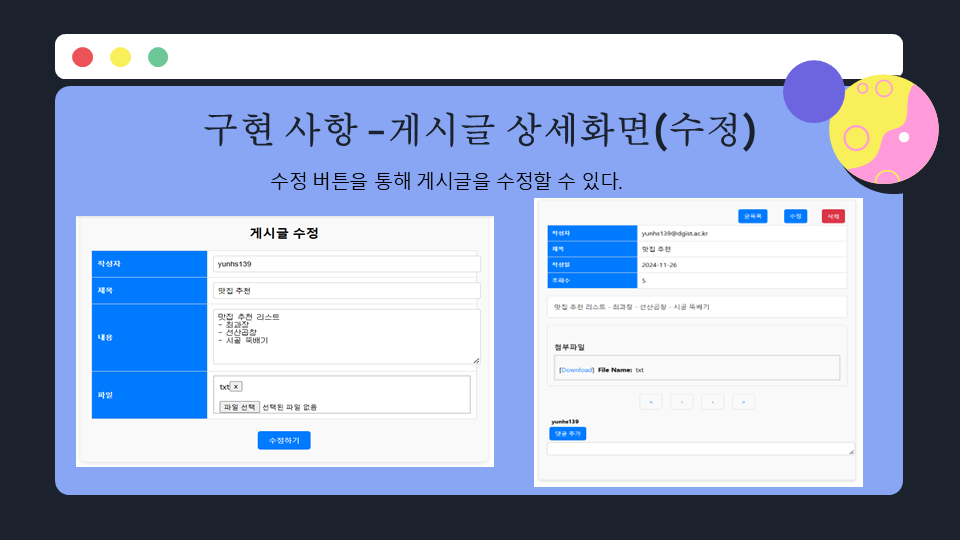 구현 사항 –게시글 상세화면(수정)
수정 버튼을 통해 게시글을 수정할 수 있다.
게시글 수정
작성자 yunhs139
제목 맛집 추천
내용
맛집 추천 리스트
- 최과장
- 선산곱창
- 시골 뚝배기
파일
txt x
파일 선택 선택된 파일 없음
수정하기
글목록 수정 삭제
작성자 yunhs139@dgist.ac.kr
제목 맛집 추천
작성일 2024-11-26
조회수 5
맛집 추천 리스트 - 최과장 - 선산곱창 - 시골 뚝배기
첨부파일
[Download] File Name: txt
« ‹ › »
yunhs139
댓글 추가